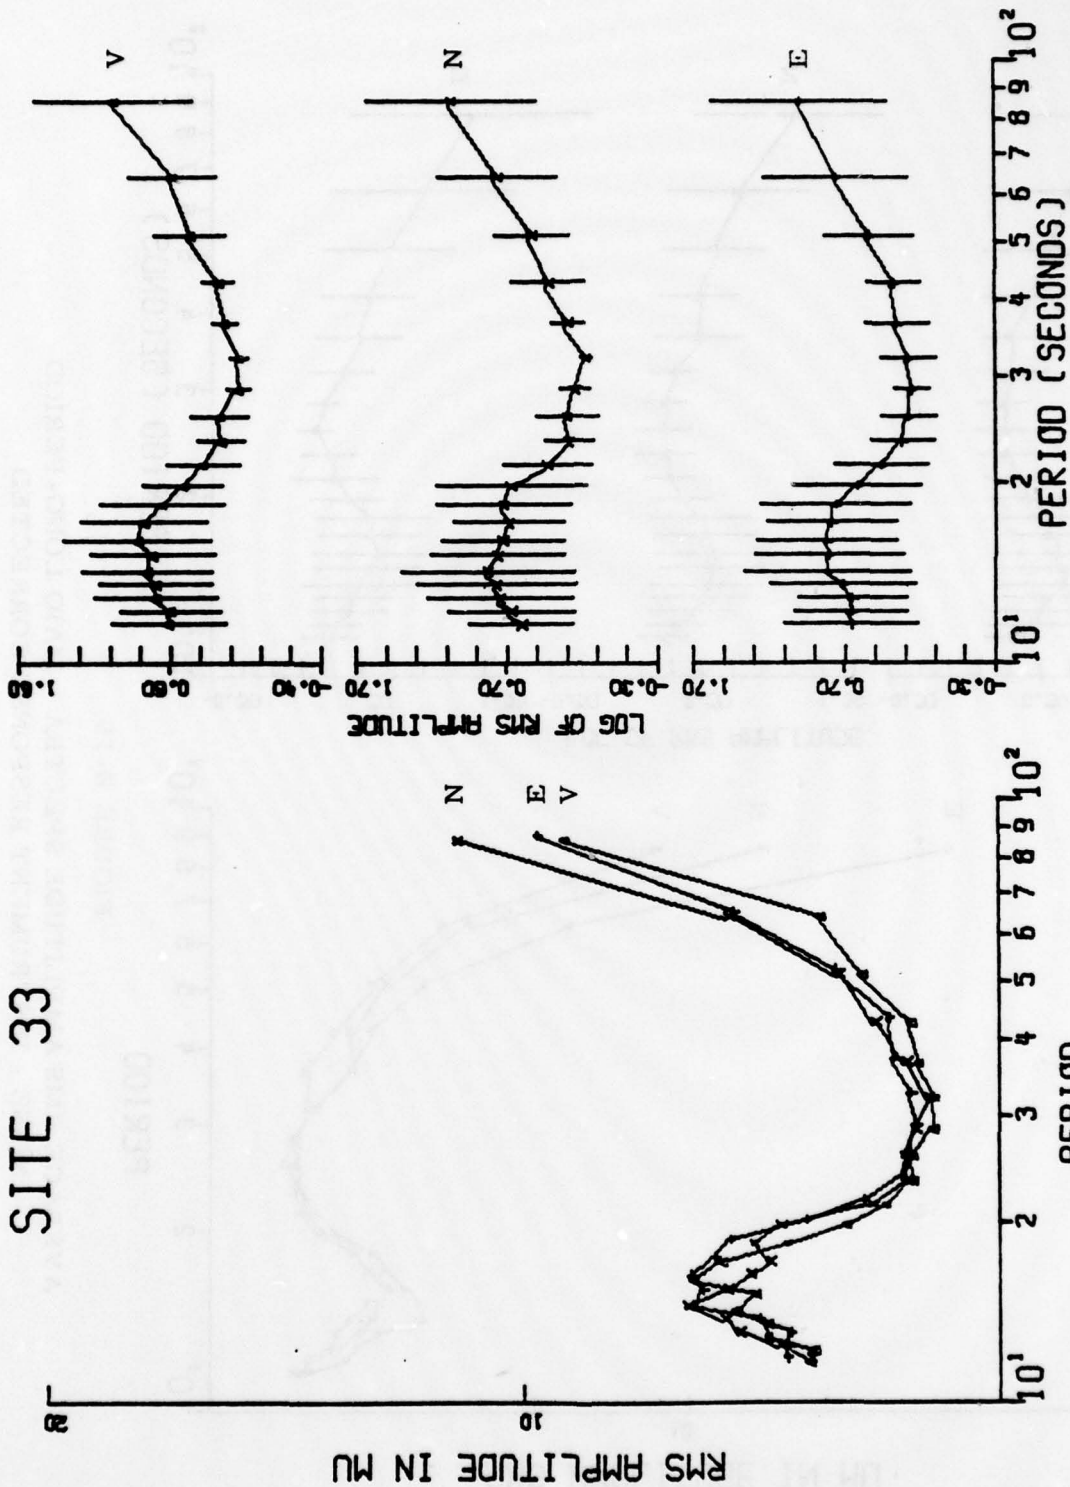 SITE 33
RMS AMPLITUDE IN MU
20
10
N
E
V
10¹ 2 3 4 5 6 7 8 9 10²
PERIOD
LOG OF RMS AMPLITUDE
1.60
0.60
-0.40
V
1.70
0.70
-0.30
N
1.70
0.70
-0.30
E
10¹ 2 3 4 5 6 7 8 9 10²
PERIOD (SECONDS)